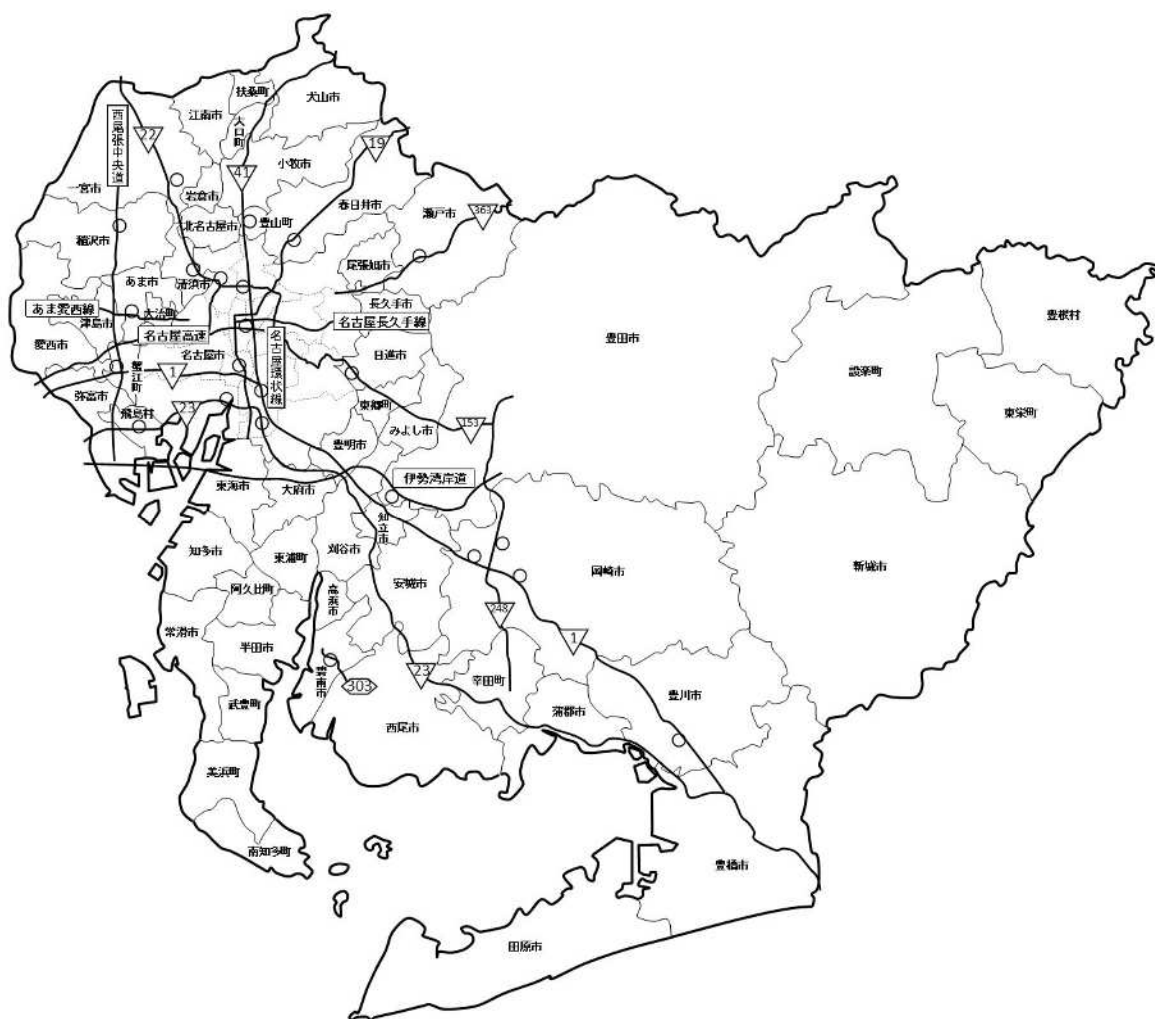 扶桑町
犬山市
江南市
大口町
西尾張中央道
22
19
41
小牧市
一宮市
岩倉市
春日井市
瀬戸市
363
北名古屋市
豊山町
稲沢市
尾張旭市
あま市
清須市
長久手市
あま愛西線
大治町
名古屋長久手線
津島市
名古屋高速
名古屋環状線
愛西市
名古屋市
日進市
豊田市
豊根村
設楽町
東栄町
蟹江町
1
弥富市
23
飛島村
東郷町
みよし市
153
豊明市
伊勢湾岸道
東海市
大府市
知立市
知多市
東浦町
刈谷市
安城市
岡崎市
新城市
阿久比町
高浜市
248
1
常滑市
半田市
碧南市
303
23
幸田町
豊川市
蒲郡市
武豊町
西尾市
美浜町
南知多町
豊橋市
田原市